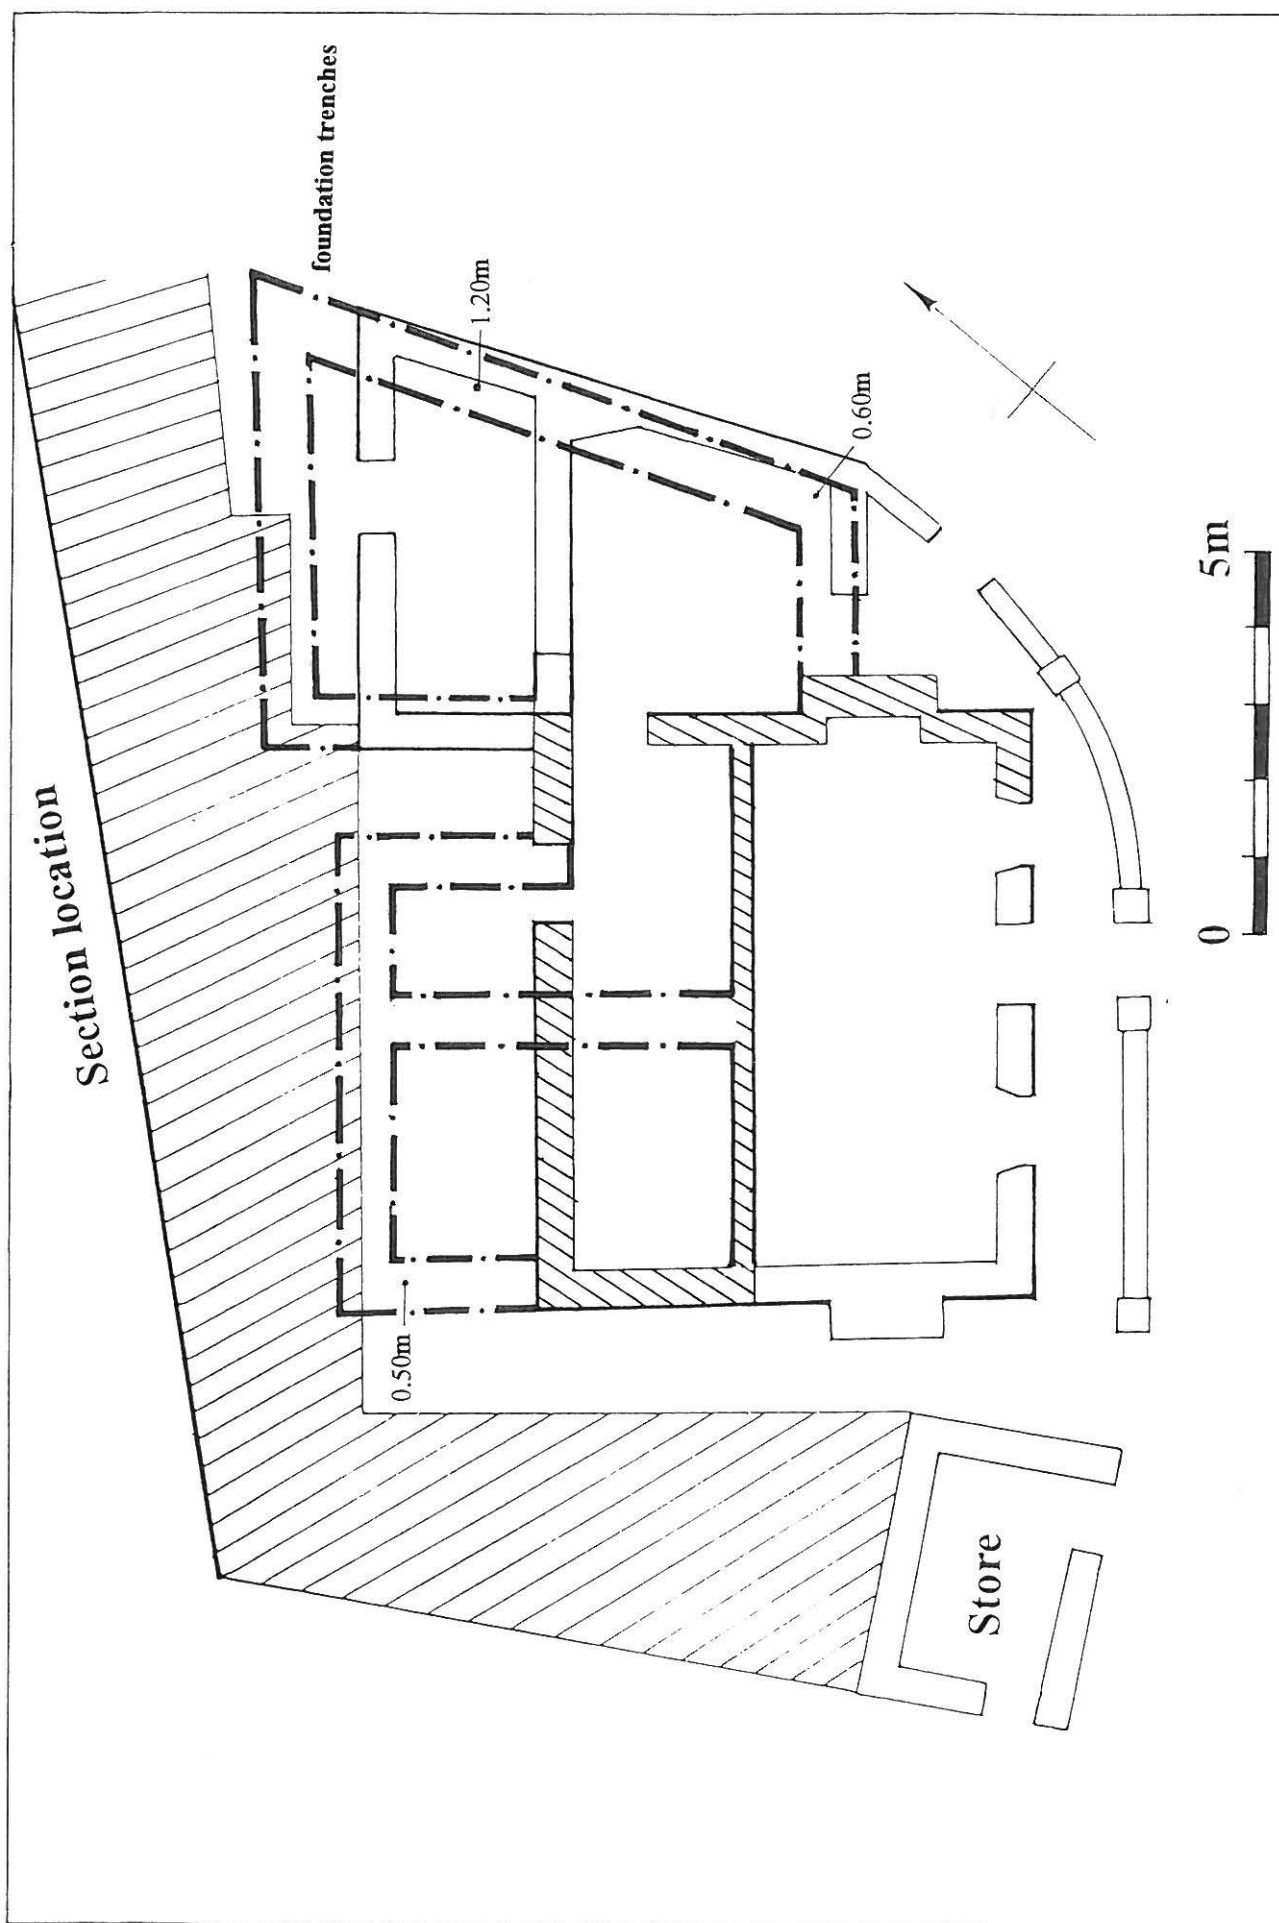 Section location
foundation trenches
1.20m
0.60m
0.50m
Store
0 5m